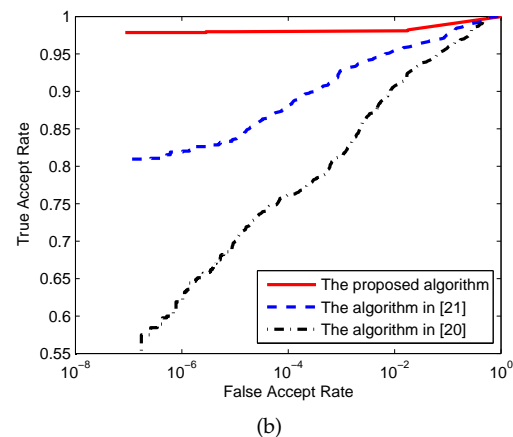 1
0.95
0.9
0.85
0.8
0.75
0.7
0.65
0.6
0.55
True Accept Rate
The proposed algorithm
The algorithm in [21]
The algorithm in [20]
10⁻⁸ 10⁻⁶ 10⁻⁴ 10⁻² 10⁰
False Accept Rate
(b)